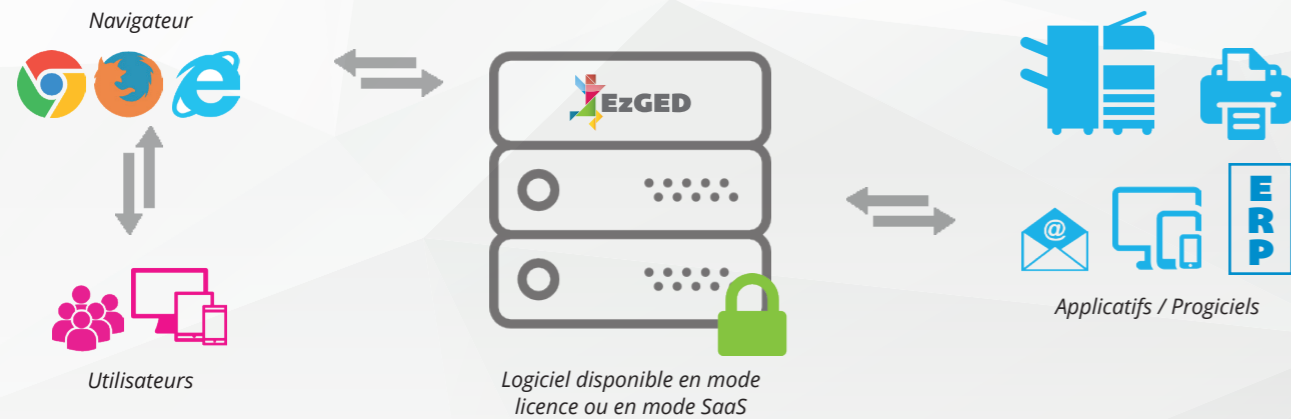 Navigateur
EzGED
@
E
R
P
Applicatifs / Progiciels
Utilisateurs
Logiciel disponible en mode
licence ou en mode SaaS